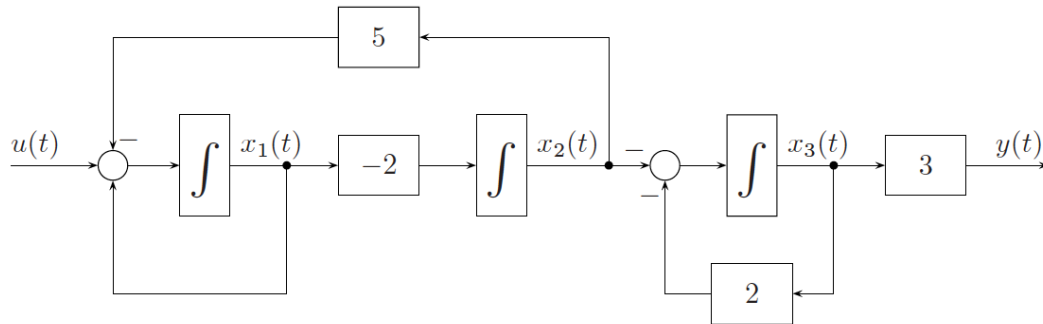 5
u(t)
−
∫
x₁(t)
−2
∫
x₂(t)
−
−
∫
x₃(t)
3
y(t)
2